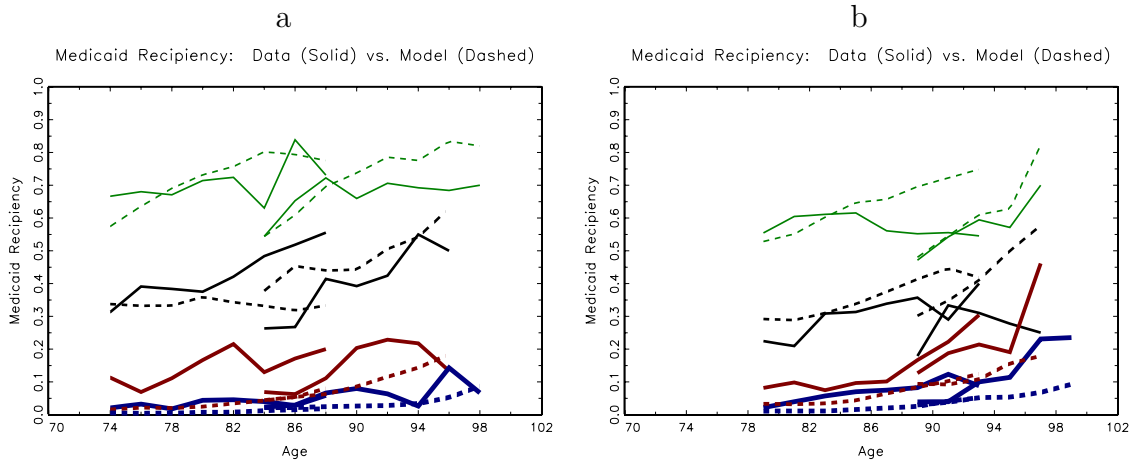 a
b
Medicaid Recipiency: Data (Solid) vs. Model (Dashed)
Medicaid Recipiency: Data (Solid) vs. Model (Dashed)
Medicaid Recipiency
0.0 0.1 0.2 0.3 0.4 0.5 0.6 0.7 0.8 0.9 1.0
70 74 78 82 86 90 94 98 102
Age
Medicaid Recipiency
0.0 0.1 0.2 0.3 0.4 0.5 0.6 0.7 0.8 0.9 1.0
70 74 78 82 86 90 94 98 102
Age